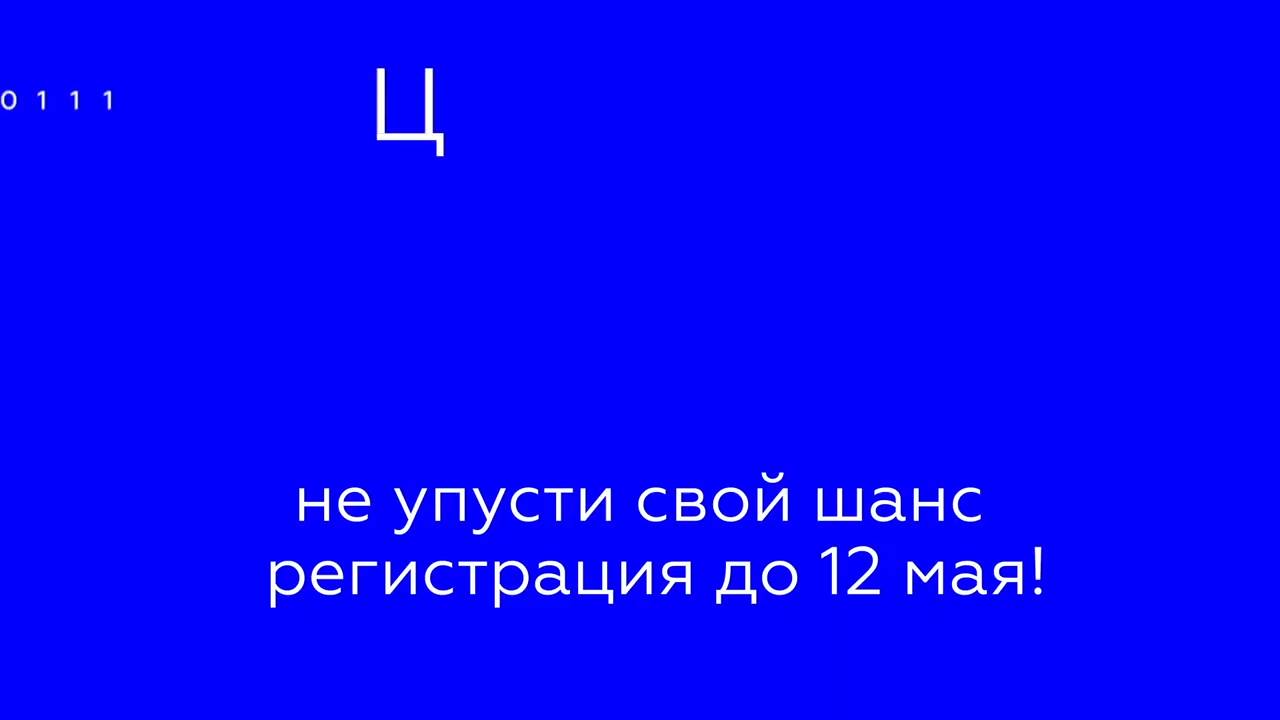 0 1 1 1
Ц
не упусти свой шанс
регистрация до 12 мая!